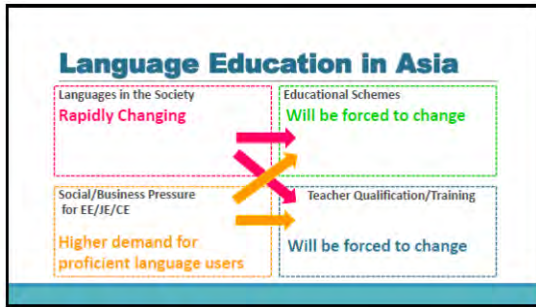 Language Education in Asia
Languages in the Society
Rapidly Changing
Educational Schemes
Will be forced to change
Social/Business Pressure
for EE/JE/CE
Higher demand for
proficient language users
Teacher Qualification/Training
Will be forced to change